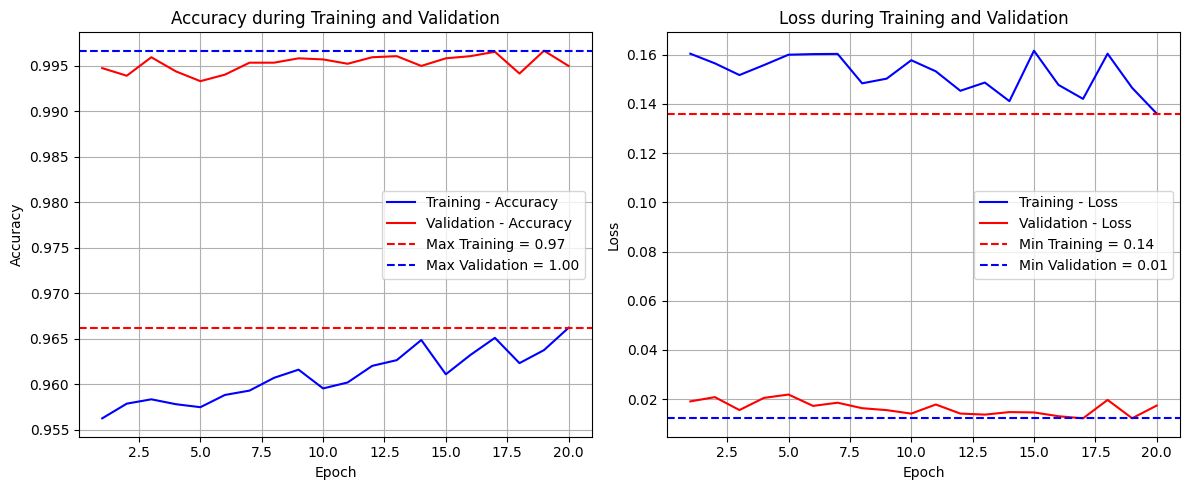 Accuracy during Training and Validation
0.995
0.990
0.985
0.980
0.975
0.970
0.965
0.960
0.955
Accuracy
Training - Accuracy
Validation - Accuracy
Max Training = 0.97
Max Validation = 1.00
2.5 5.0 7.5 10.0 12.5 15.0 17.5 20.0
Epoch
Loss during Training and Validation
0.16
0.14
0.12
0.10
0.08
0.06
0.04
0.02
Loss
Training - Loss
Validation - Loss
Min Training = 0.14
Min Validation = 0.01
2.5 5.0 7.5 10.0 12.5 15.0 17.5 20.0
Epoch